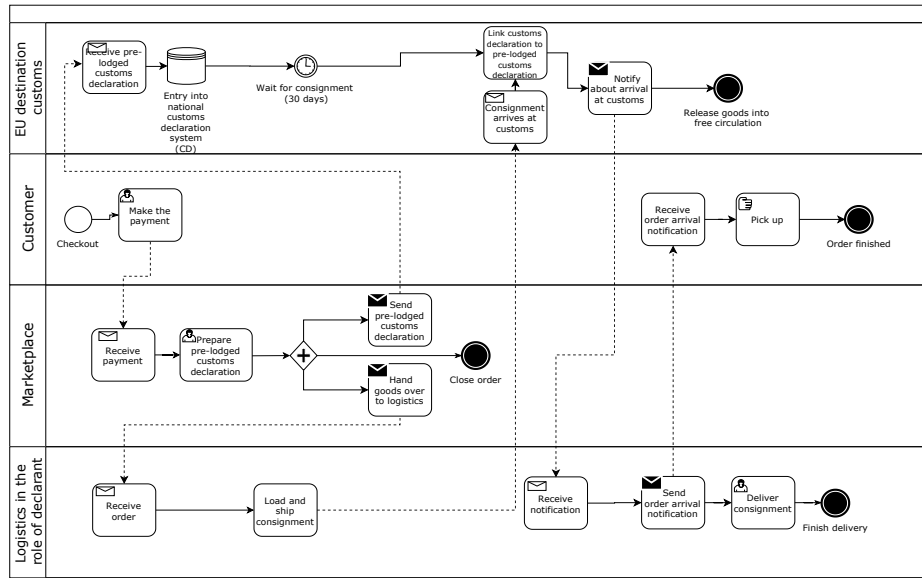 EU destination
customs
Receive pre-
lodged
customs
declaration
Entry into
national
customs
declaration
system
(CD)
Wait for consignment
(30 days)
Link customs
declaration to
pre-lodged
customs
declaration
Consignment
arrives at
customs
Notify
about arrival
at customs
Release goods into
free circulation
Customer
Checkout
Make the
payment
Receive
order arrival
notification
Pick up
Order finished
Marketplace
Receive
payment
Prepare
pre-lodged
customs
declaration
Send
pre-lodged
customs
declaration
Hand
goods over
to logistics
Close order
Logistics in the
role of declarant
Receive
order
Load and
ship
consignment
Receive
notification
Send
order arrival
notification
Deliver
consignment
Finish delivery